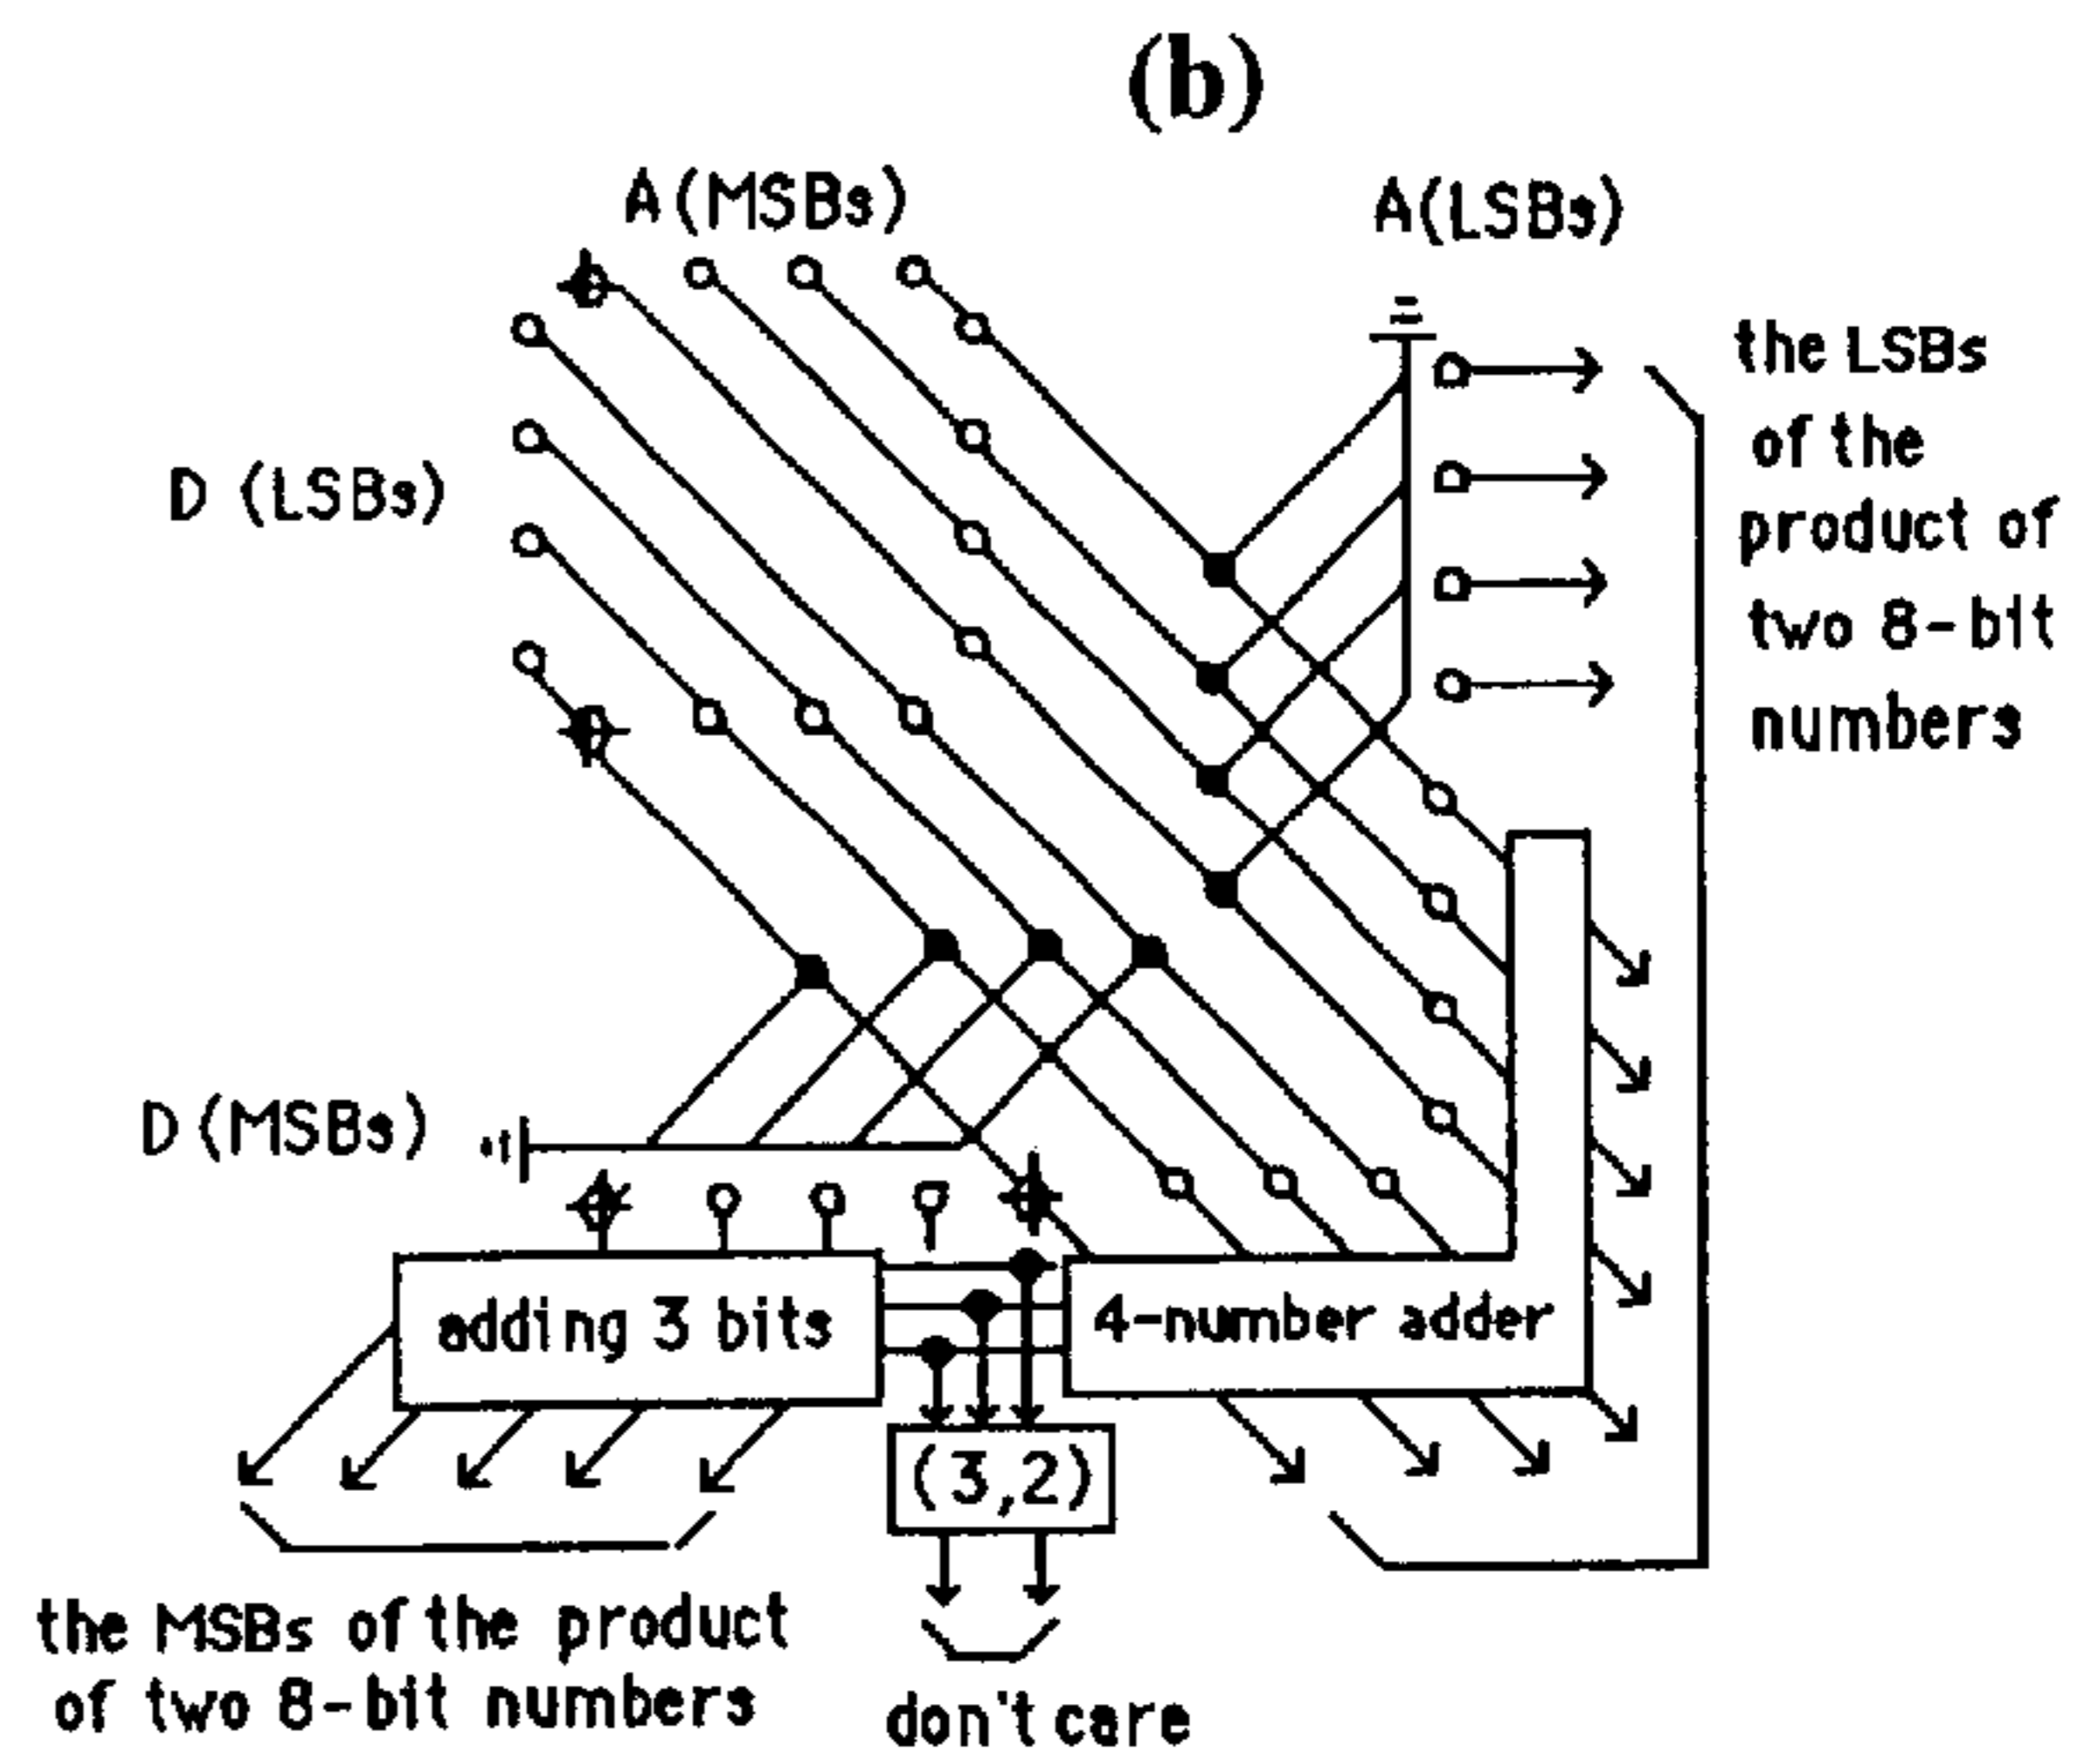 (b)
A (MSBs)
A(LSBs)
the LSBs
of the
product of
two 8-bit
numbers
D (LSBs)
D (MSBs)
adding 3 bits
4-number adder
(3,2)
the MSBs of the product
of two 8-bit numbers
don't care